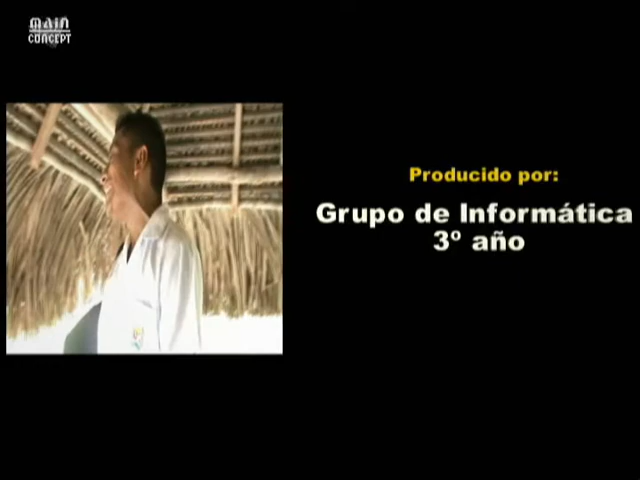 MAIN
CONCEPT
Producido por:
Grupo de Informática
3º año